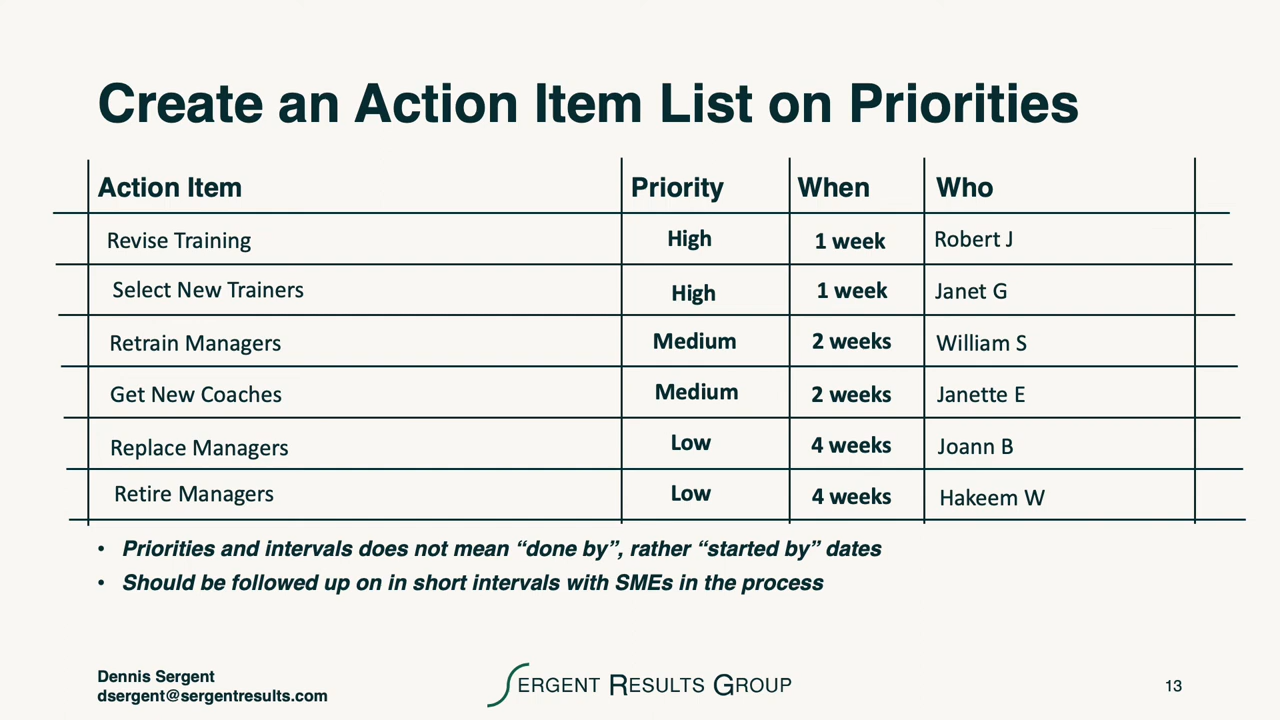 Create an Action Item List on Priorities
Action Item Priority When Who
Revise Training High 1 week Robert J
Select New Trainers High 1 week Janet G
Retrain Managers Medium 2 weeks William S
Get New Coaches Medium 2 weeks Janette E
Replace Managers Low 4 weeks Joann B
Retire Managers Low 4 weeks Hakeem W
• Priorities and intervals does not mean “done by”, rather “started by” dates
• Should be followed up on in short intervals with SMEs in the process
Dennis Sergent
dsergent@sergentresults.com
SERGENT RESULTS GROUP
13